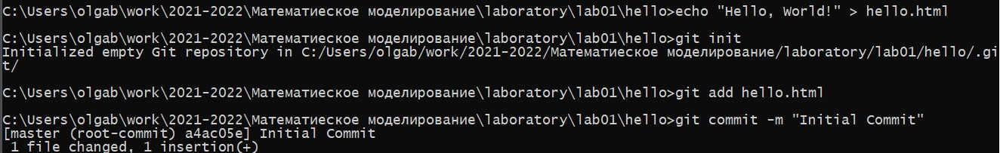 C:\Users\olgab\work\2021-2022\Математиеское моделирование\laboratory\lab01\hello>echo "Hello, World!" > hello.html
C:\Users\olgab\work\2021-2022\Математиеское моделирование\laboratory\lab01\hello>git init
Initialized empty Git repository in C:/Users/olgab/work/2021-2022/Математиеское моделирование/laboratory/lab01/hello/.gi
t/
C:\Users\olgab\work\2021-2022\Математиеское моделирование\laboratory\lab01\hello>git add hello.html
C:\Users\olgab\work\2021-2022\Математиеское моделирование\laboratory\lab01\hello>git commit -m "Initial Commit"
[master (root-commit) a4ac05e] Initial Commit
 1 file changed, 1 insertion(+)